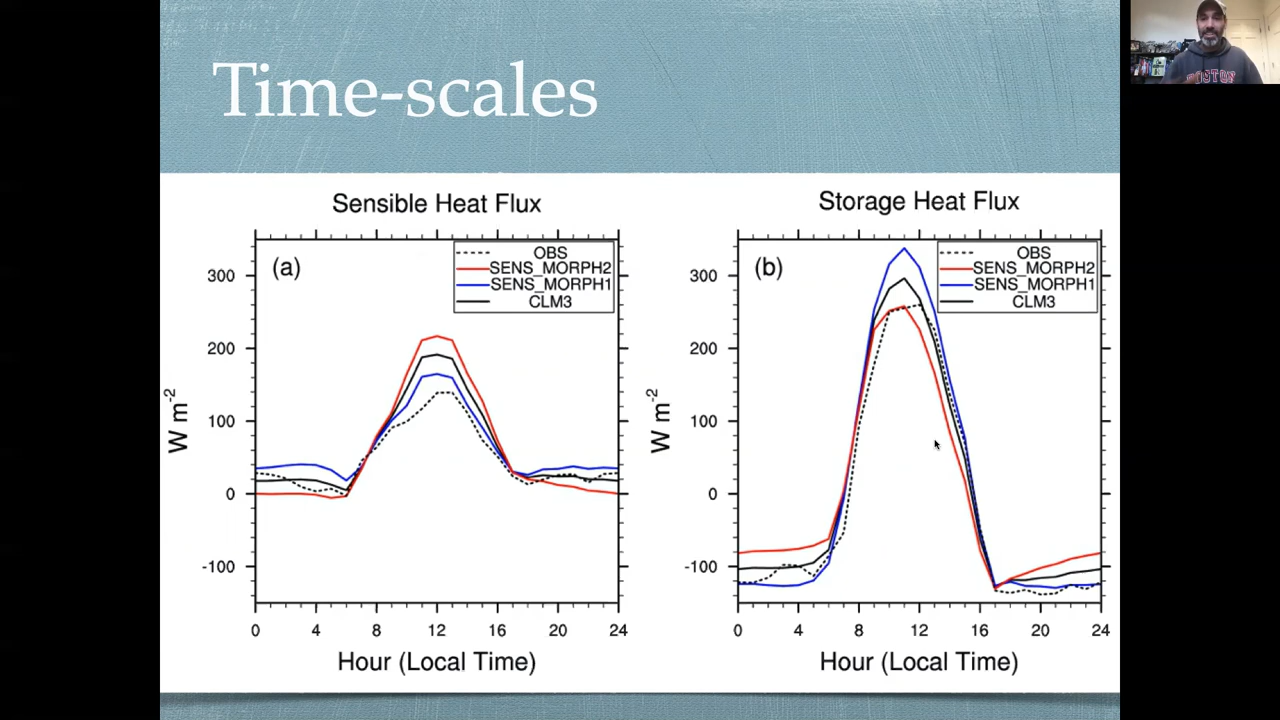 Time-scales
BOSTON
Sensible Heat Flux
(a)
OBS
SENS_MORPH2
SENS_MORPH1
CLM3
300
200
100
0
-100
W m-2
0 4 8 12 16 20 24
Hour (Local Time)
Storage Heat Flux
(b)
OBS
SENS_MORPH2
SENS_MORPH1
CLM3
300
200
100
0
-100
W m-2
0 4 8 12 16 20 24
Hour (Local Time)